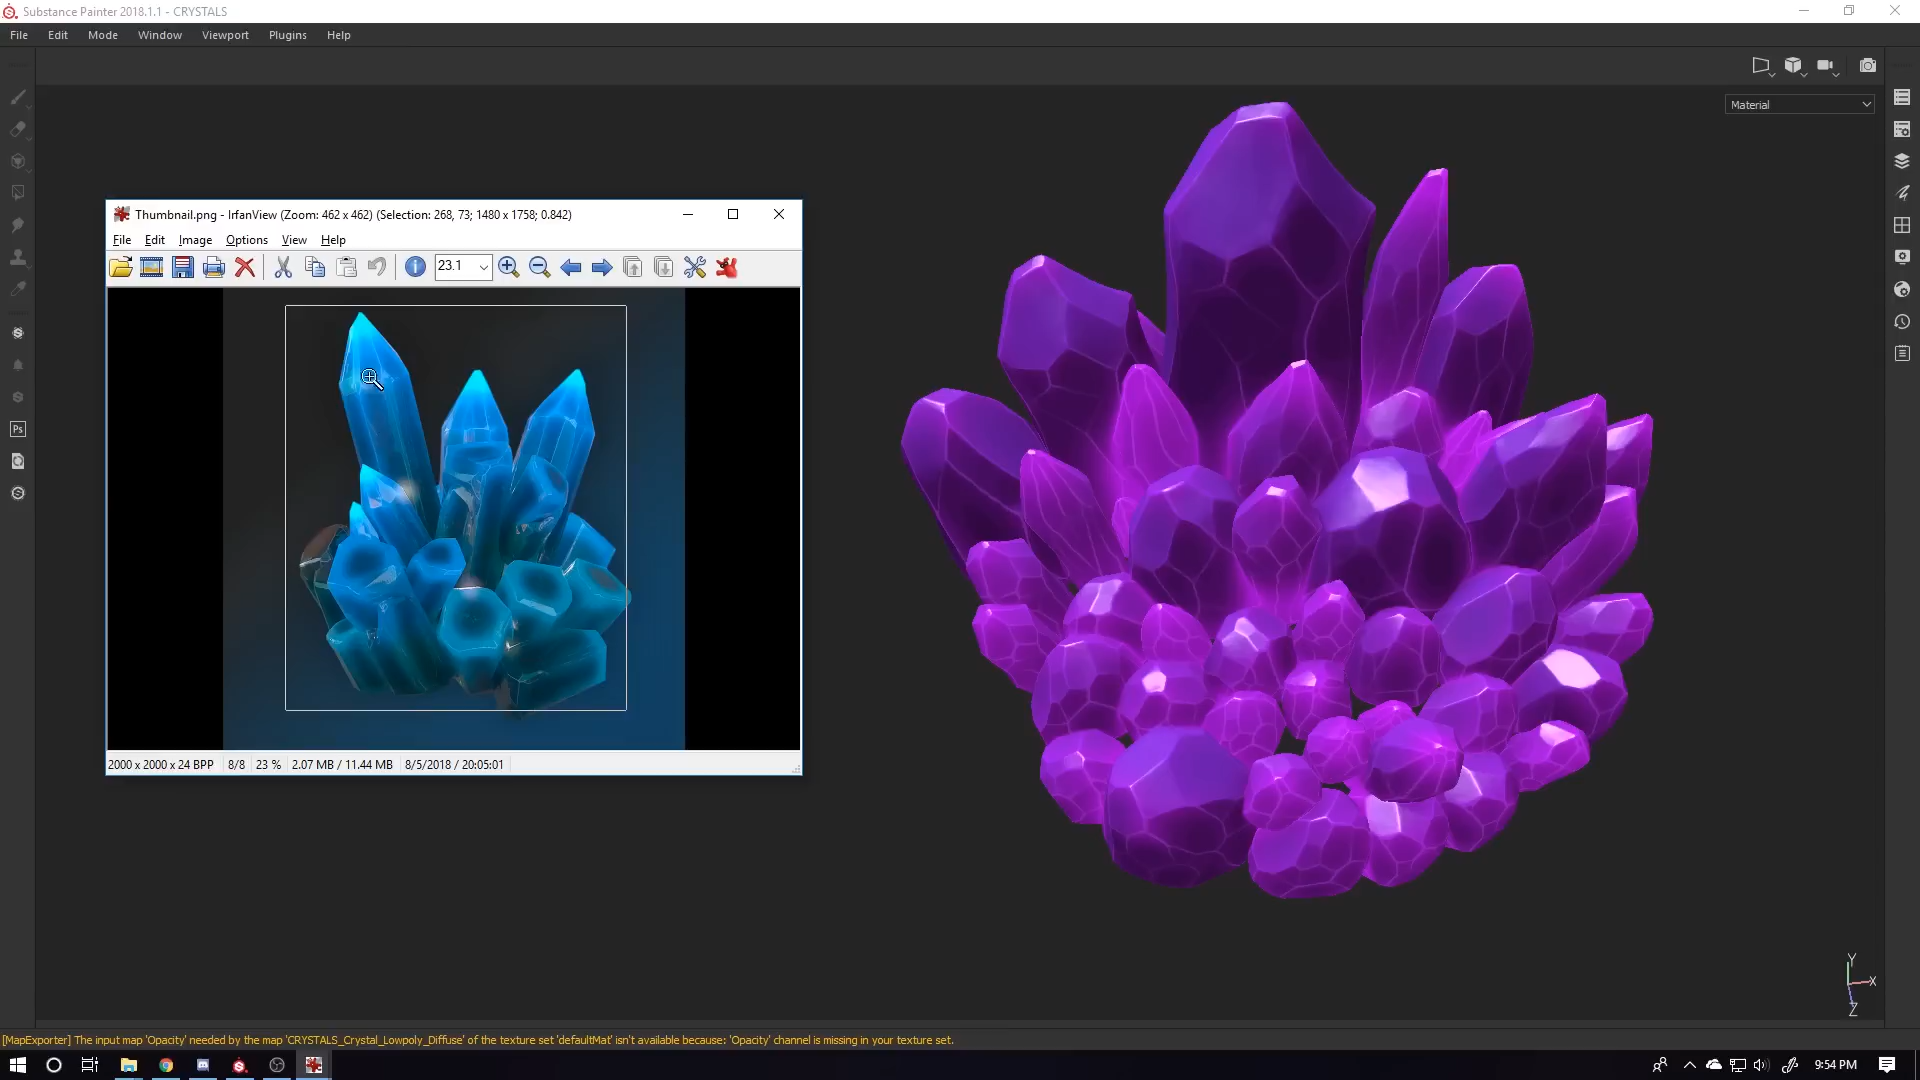 Substance Painter 2018.1.1 - CRYSTALS
File Edit Mode Window Viewport Plugins Help
Material
Thumbnail.png - IrfanView (Zoom: 462 x 462) (Selection: 268, 73; 1480 x 1758; 0.842)
File Edit Image Options View Help
23.1
Ps
2000 x 2000 x 24 BPP 8/8 23 % 2.07 MB / 11.44 MB 8/5/2018 / 20:05:01
Y
X
Z
[MapExporter] The input map 'Opacity' needed by the map 'CRYSTALS_Crystal_Lowpoly_Diffuse' of the texture set 'defaultMat' isn't available because: 'Opacity' channel is missing in your texture set.
9:54 PM